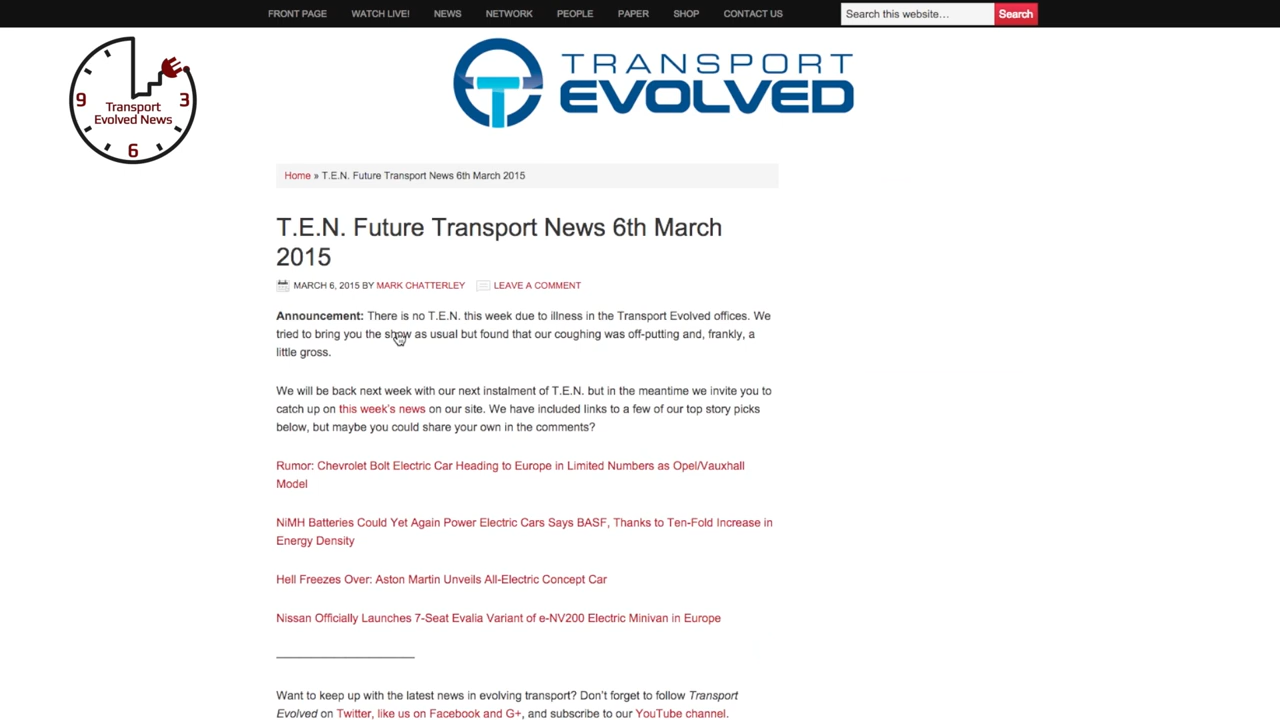 FRONT PAGE WATCH LIVE! NEWS NETWORK PEOPLE PAPER SHOP CONTACT US Search this website… Search
TRANSPORT
EVOLVED
9 3
Transport
Evolved News
6
Home » T.E.N. Future Transport News 6th March 2015
T.E.N. Future Transport News 6th March
2015
MARCH 6, 2015 BY MARK CHATTERLEY LEAVE A COMMENT
Announcement: There is no T.E.N. this week due to illness in the Transport Evolved offices. We
tried to bring you the show as usual but found that our coughing was off-putting and, frankly, a
little gross.
We will be back next week with our next instalment of T.E.N. but in the meantime we invite you to
catch up on this week's news on our site. We have included links to a few of our top story picks
below, but maybe you could share your own in the comments?
Rumor: Chevrolet Bolt Electric Car Heading to Europe in Limited Numbers as Opel/Vauxhall
Model
NiMH Batteries Could Yet Again Power Electric Cars Says BASF, Thanks to Ten-Fold Increase in
Energy Density
Hell Freezes Over: Aston Martin Unveils All-Electric Concept Car
Nissan Officially Launches 7-Seat Evalia Variant of e-NV200 Electric Minivan in Europe
Want to keep up with the latest news in evolving transport? Don't forget to follow Transport
Evolved on Twitter, like us on Facebook and G+, and subscribe to our YouTube channel.